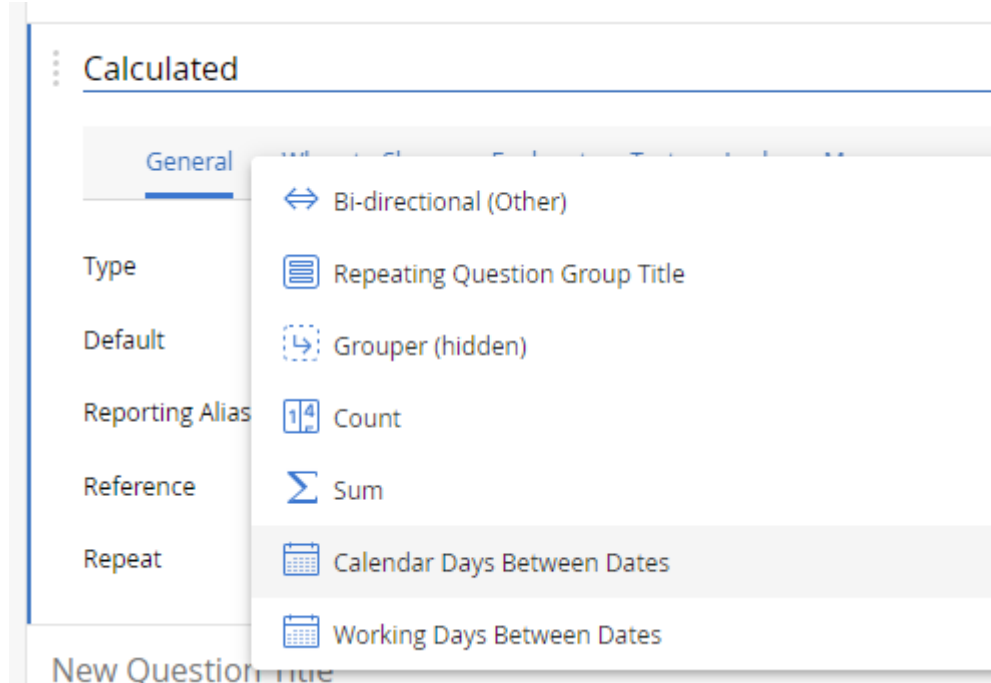 Calculated
General
Bi-directional (Other)
Type
Repeating Question Group Title
Default
Grouper (hidden)
Reporting Alias
Count
Reference
Sum
Repeat
Calendar Days Between Dates
Working Days Between Dates
New Question Title